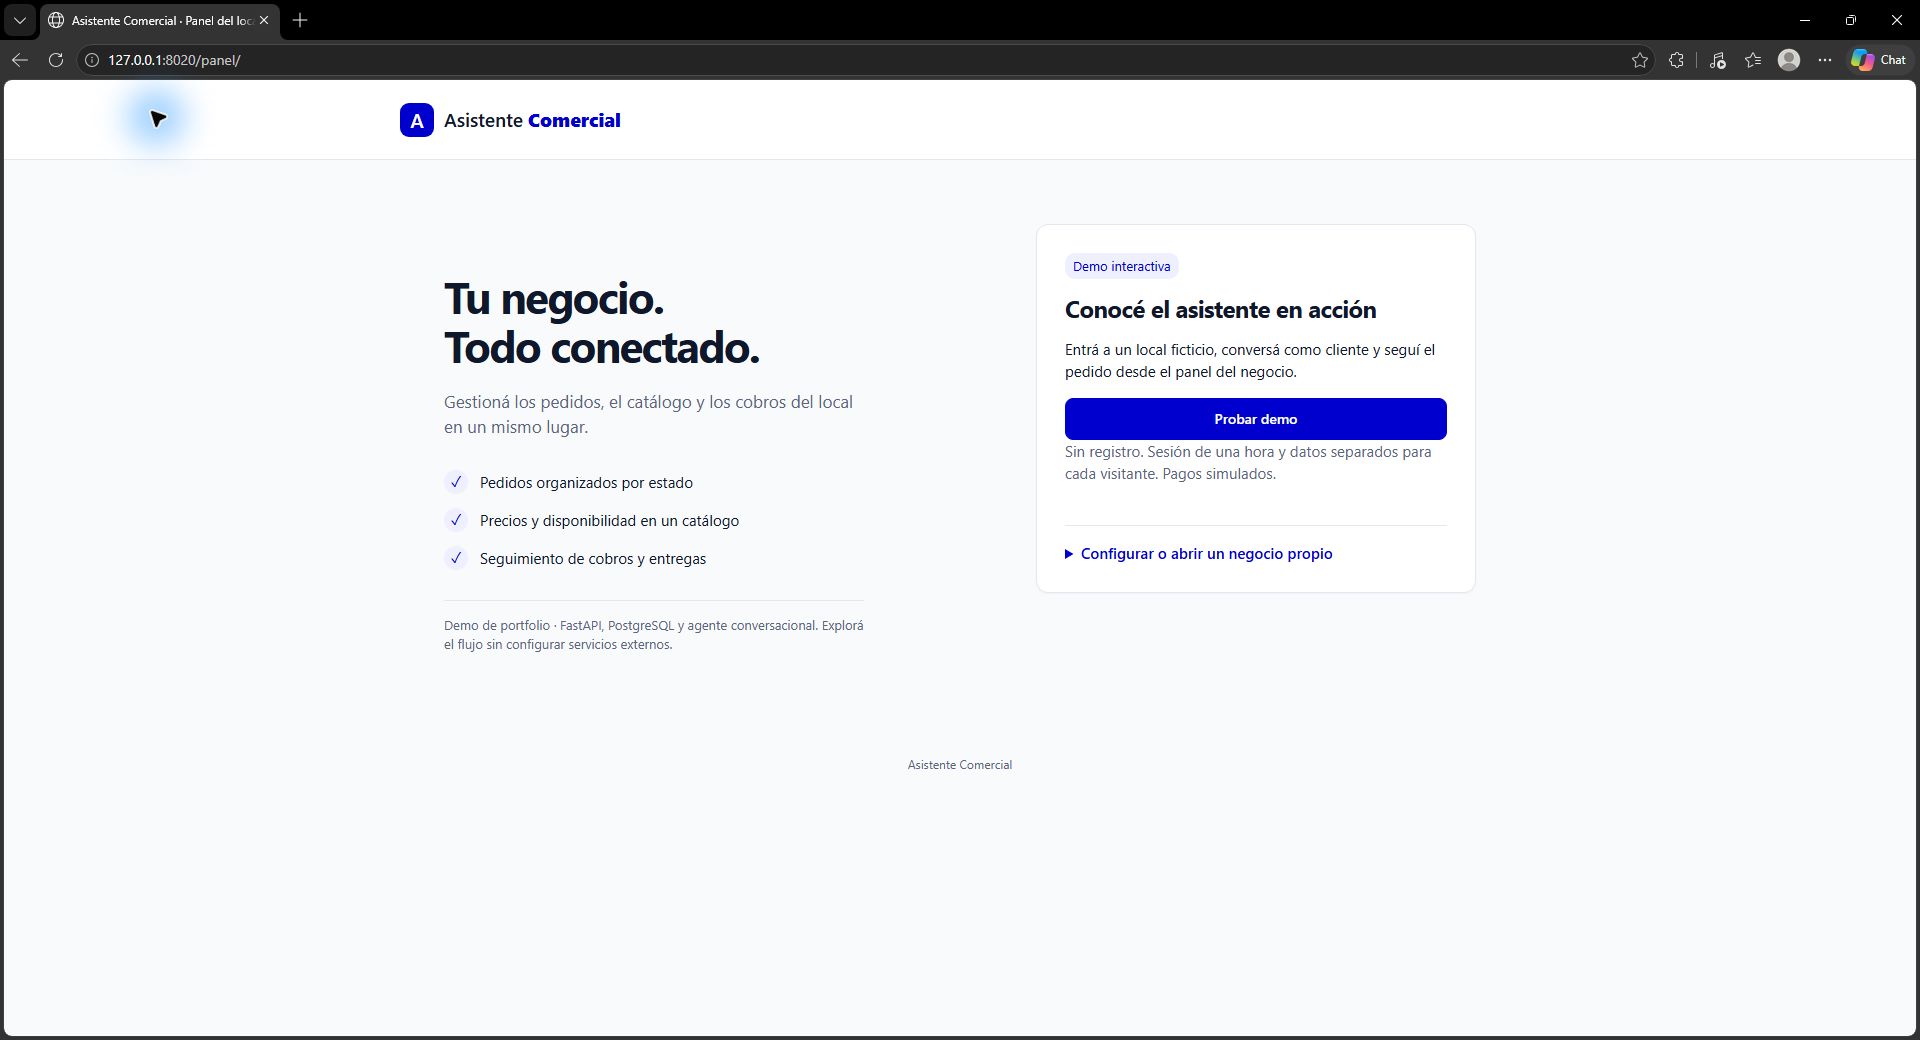 Asistente Comercial · Panel del loc
127.0.0.1:8020/panel/
Chat
A
Asistente Comercial
Tu negocio.
Todo conectado.
Gestioná los pedidos, el catálogo y los cobros del local
en un mismo lugar.
✓ Pedidos organizados por estado
✓ Precios y disponibilidad en un catálogo
✓ Seguimiento de cobros y entregas
Demo de portfolio · FastAPI, PostgreSQL y agente conversacional. Explorá
el flujo sin configurar servicios externos.
Demo interactiva
Conocé el asistente en acción
Entrá a un local ficticio, conversá como cliente y seguí el
pedido desde el panel del negocio.
Probar demo
Sin registro. Sesión de una hora y datos separados para
cada visitante. Pagos simulados.
Configurar o abrir un negocio propio
Asistente Comercial